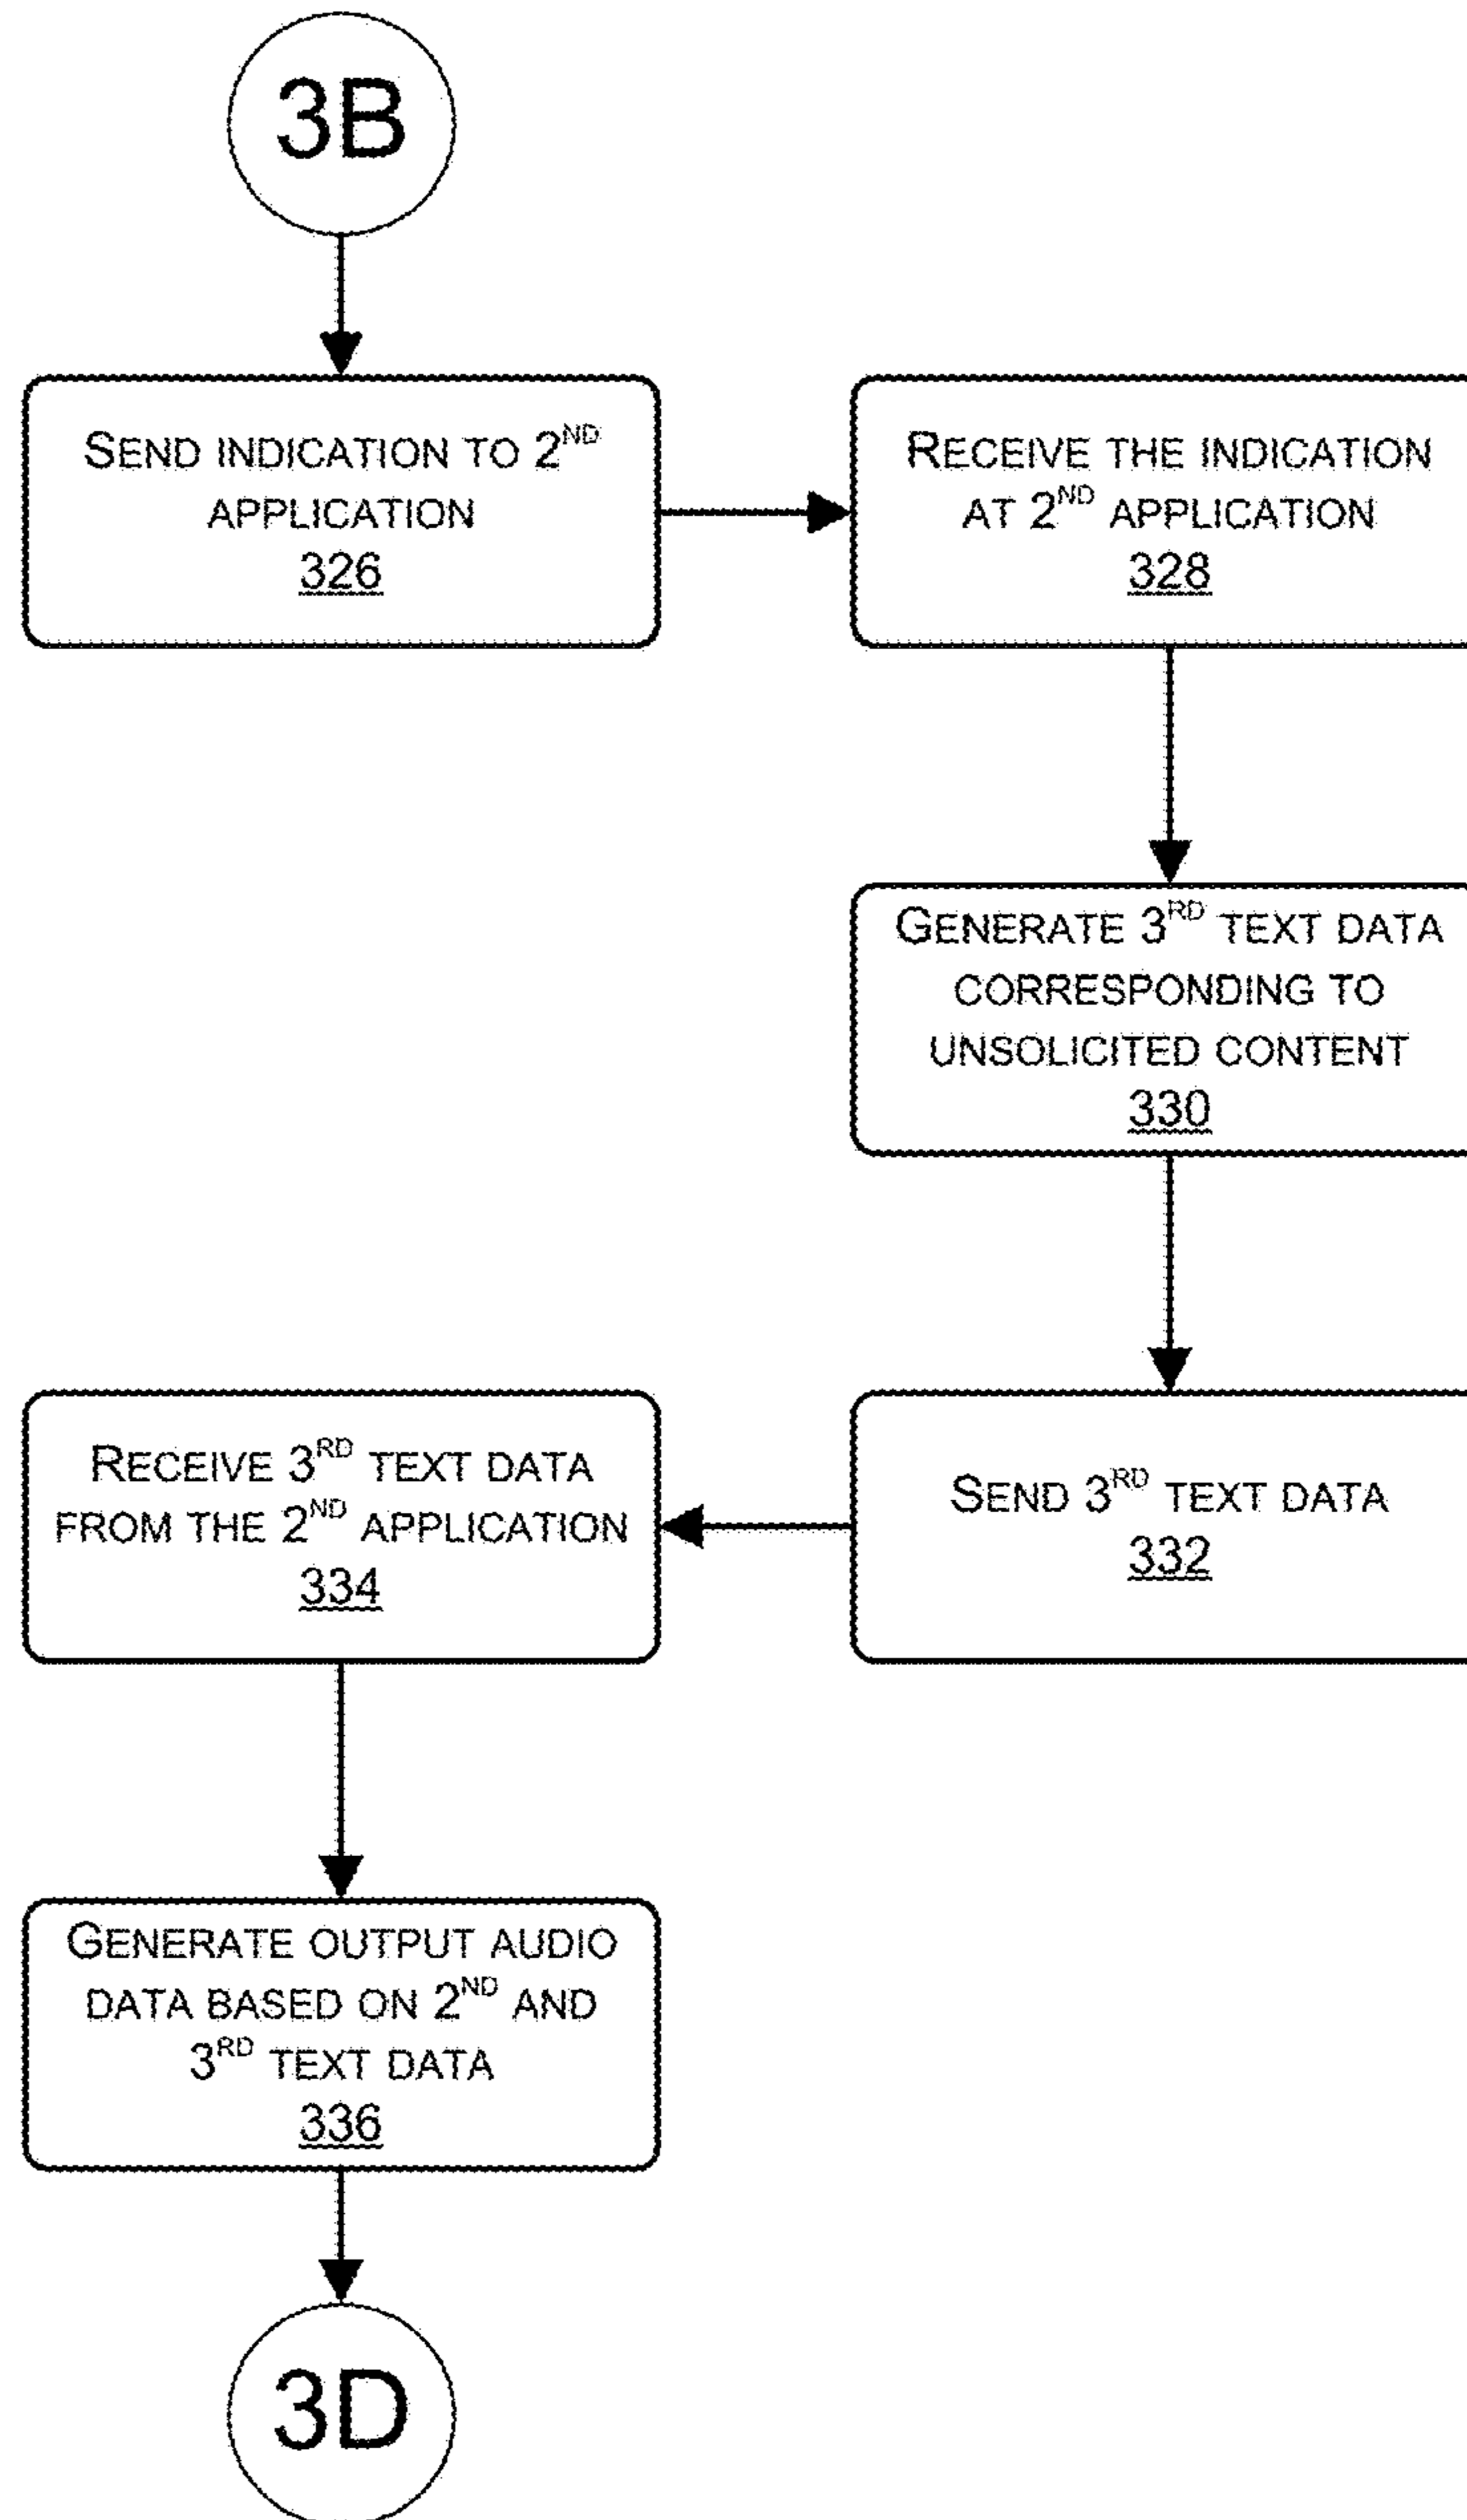 3B
SEND INDICATION TO 2ND
APPLICATION
326
RECEIVE THE INDICATION
AT 2ND APPLICATION
328
GENERATE 3RD TEXT DATA
CORRESPONDING TO
UNSOLICITED CONTENT
330
SEND 3RD TEXT DATA
332
RECEIVE 3RD TEXT DATA
FROM THE 2ND APPLICATION
334
GENERATE OUTPUT AUDIO
DATA BASED ON 2ND AND
3RD TEXT DATA
336
3D